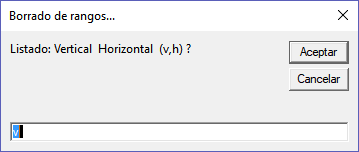 Borrado de rangos...
Listado: Vertical Horizontal (v,h) ?
Aceptar
Cancelar
v